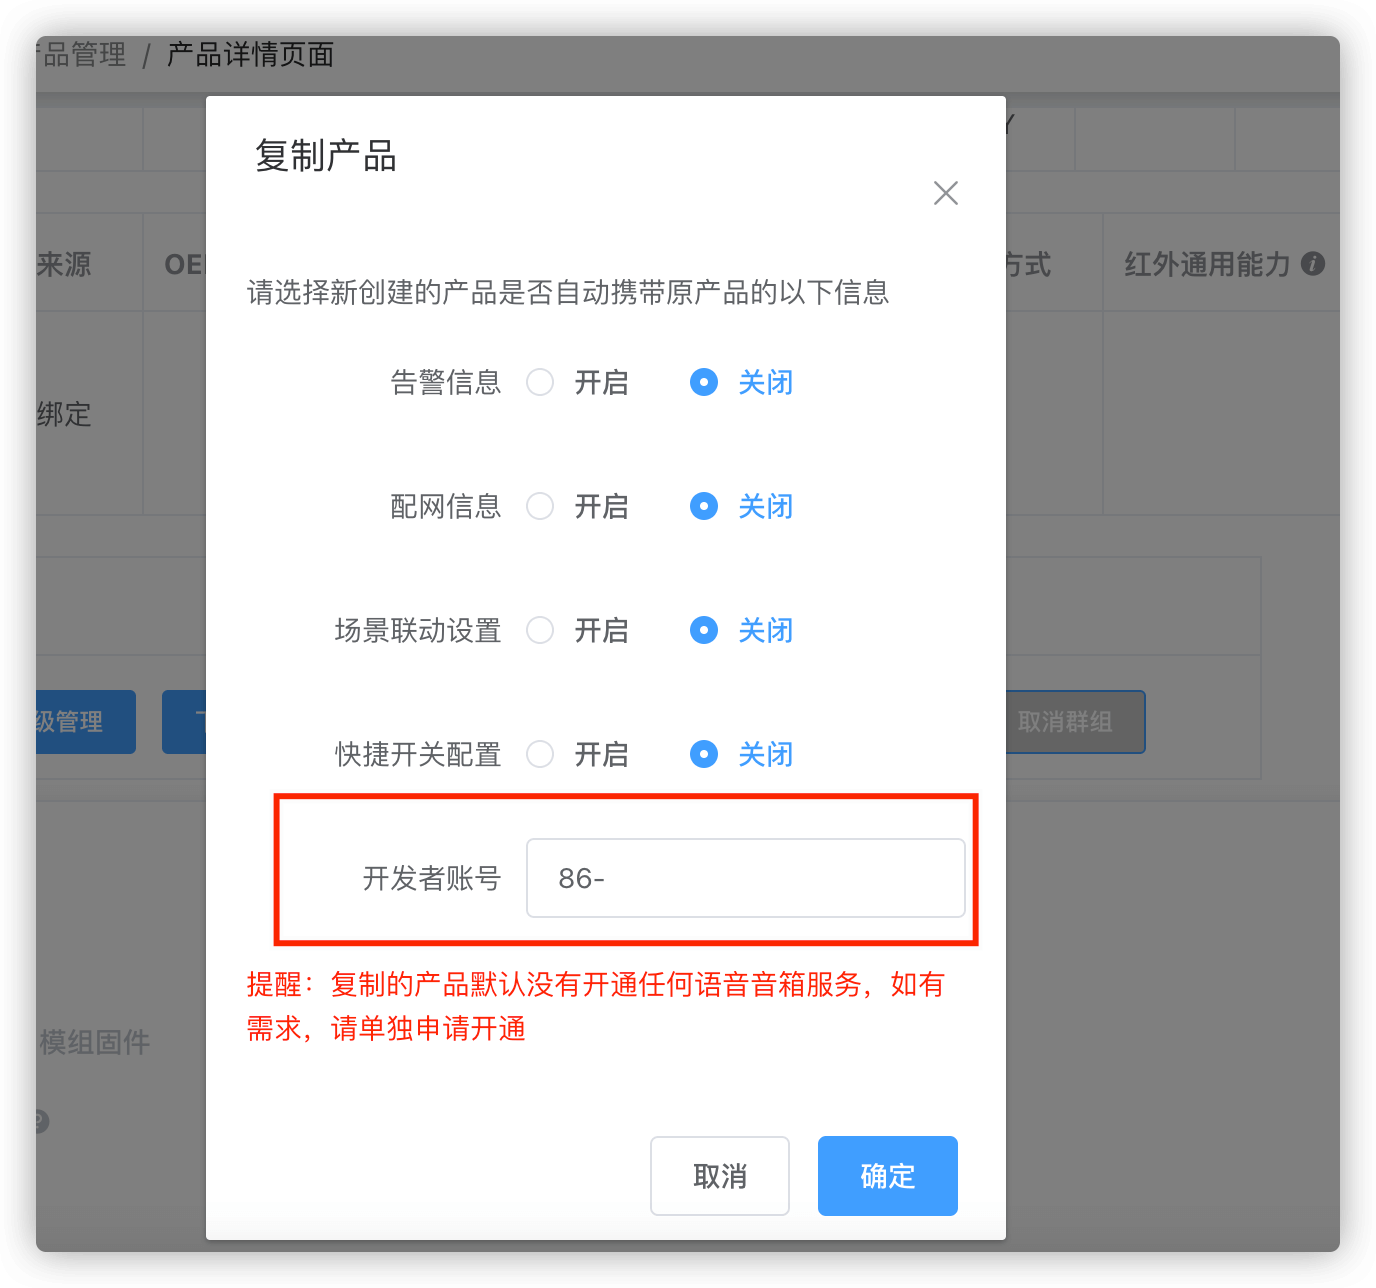 品管理 / 产品详情页面
复制产品
来源
OE
方式
红外通用能力
请选择新创建的产品是否自动携带原产品的以下信息
告警信息 开启 关闭
绑定
配网信息 开启 关闭
场景联动设置 开启 关闭
级管理
取消群组
快捷开关配置 开启 关闭
开发者账号 86-
提醒：复制的产品默认没有开通任何语音音箱服务，如有
需求，请单独申请开通
模组固件
取消 确定